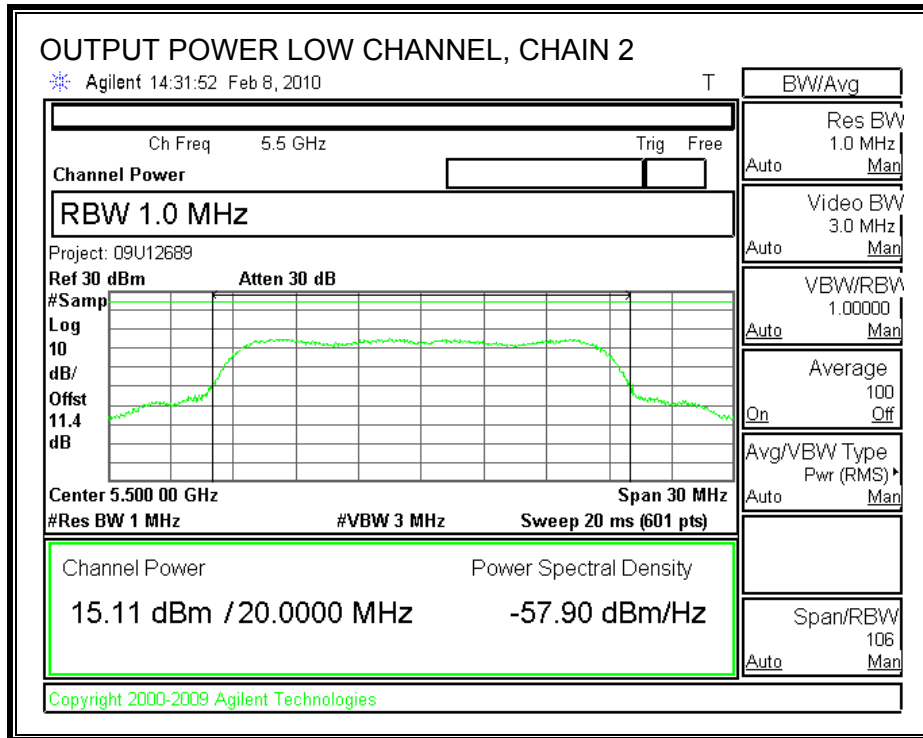 OUTPUT POWER LOW CHANNEL, CHAIN 2
Agilent 14:31:52 Feb 8, 2010 T
Ch Freq 5.5 GHz Trig Free
Channel Power
RBW 1.0 MHz
Project: 09U12689
Ref 30 dBm Atten 30 dB
#Samp
Log
10
dB/
Offst
11.4
dB
Center 5.500 00 GHz Span 30 MHz
#Res BW 1 MHz #VBW 3 MHz Sweep 20 ms (601 pts)
Channel Power Power Spectral Density
15.11 dBm / 20.0000 MHz -57.90 dBm/Hz
Copyright 2000-2009 Agilent Technologies
BW/Avg
Res BW
1.0 MHz
Auto Man
Video BW
3.0 MHz
Auto Man
VBW/RBW
1.00000
Auto Man
Average
100
On Off
Avg/VBW Type
Pwr (RMS)
Auto Man
Span/RBW
106
Auto Man